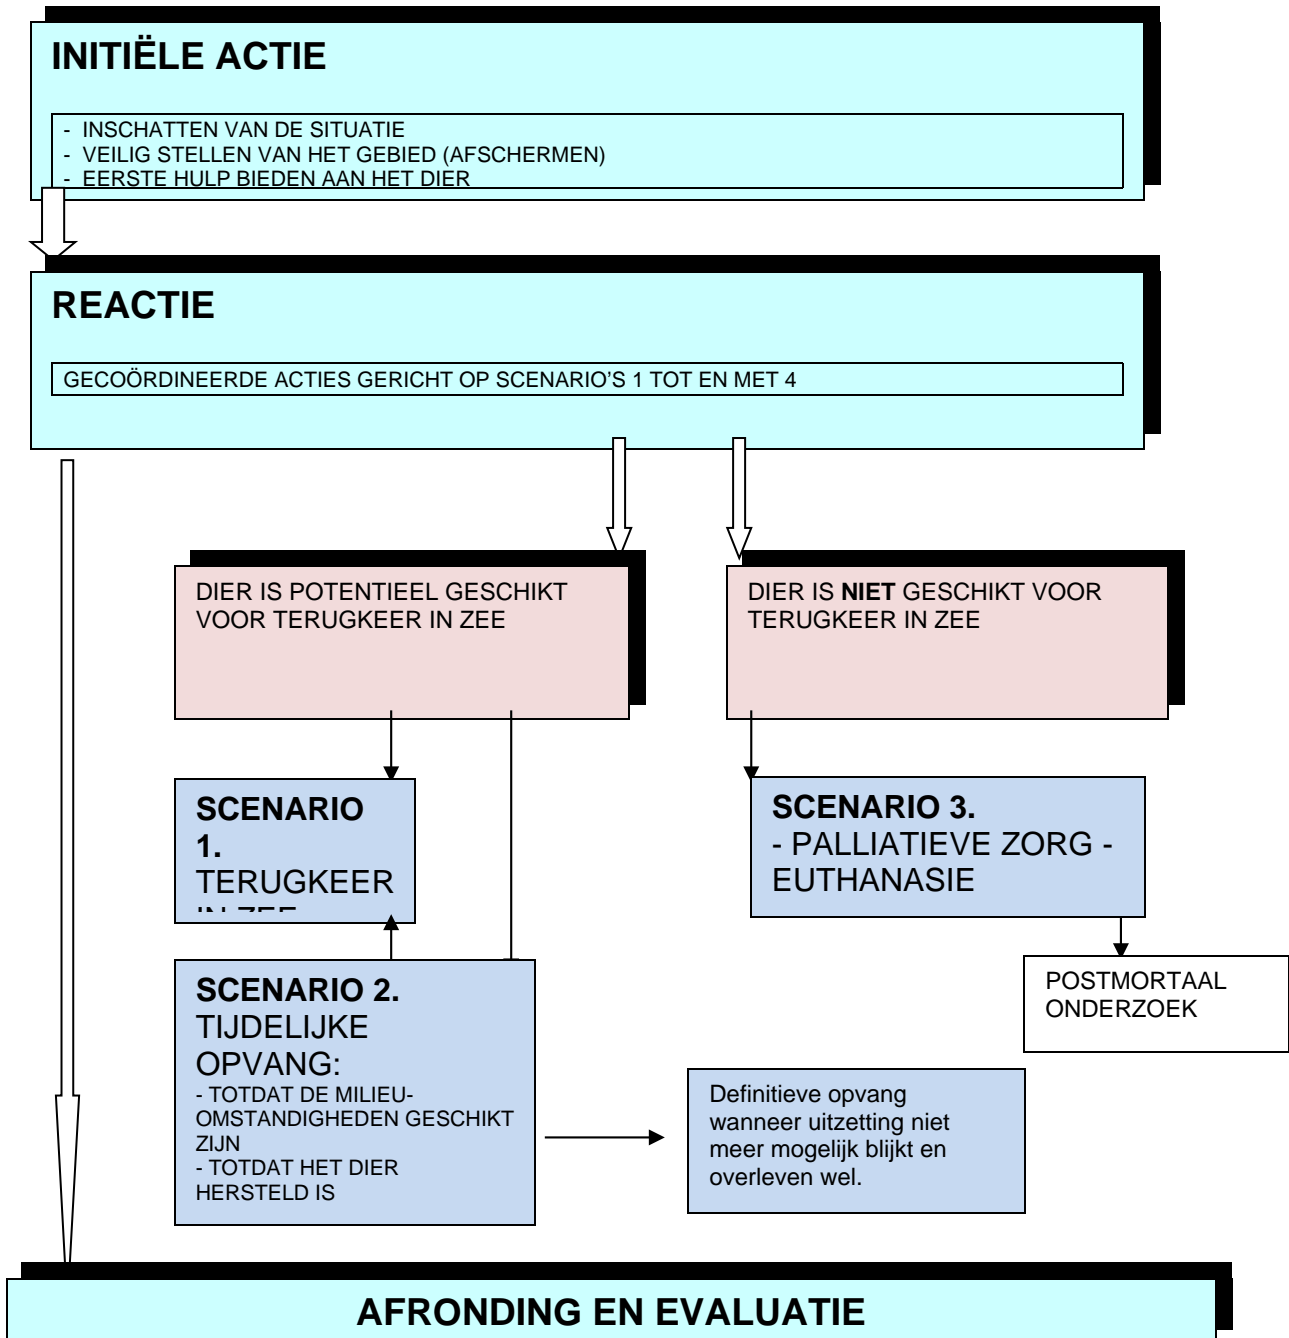 INITIËLE ACTIE
- INSCHATTEN VAN DE SITUATIE
- VEILIG STELLEN VAN HET GEBIED (AFSCHERMEN)
- EERSTE HULP BIEDEN AAN HET DIER
REACTIE
GECOÖRDINEERDE ACTIES GERICHT OP SCENARIO’S 1 TOT EN MET 4
DIER IS POTENTIEEL GESCHIKT
VOOR TERUGKEER IN ZEE
DIER IS NIET GESCHIKT VOOR
TERUGKEER IN ZEE
SCENARIO
1.
TERUGKEER
IN ZEE
SCENARIO 3.
- PALLIATIEVE ZORG -
EUTHANASIE
POSTMORTAAL
ONDERZOEK
SCENARIO 2.
TIJDELIJKE
OPVANG:
- TOTDAT DE MILIEU-
OMSTANDIGHEDEN GESCHIKT
ZIJN
- TOTDAT HET DIER
HERSTELD IS
Definitieve opvang
wanneer uitzetting niet
meer mogelijk blijkt en
overleven wel.
AFRONDING EN EVALUATIE